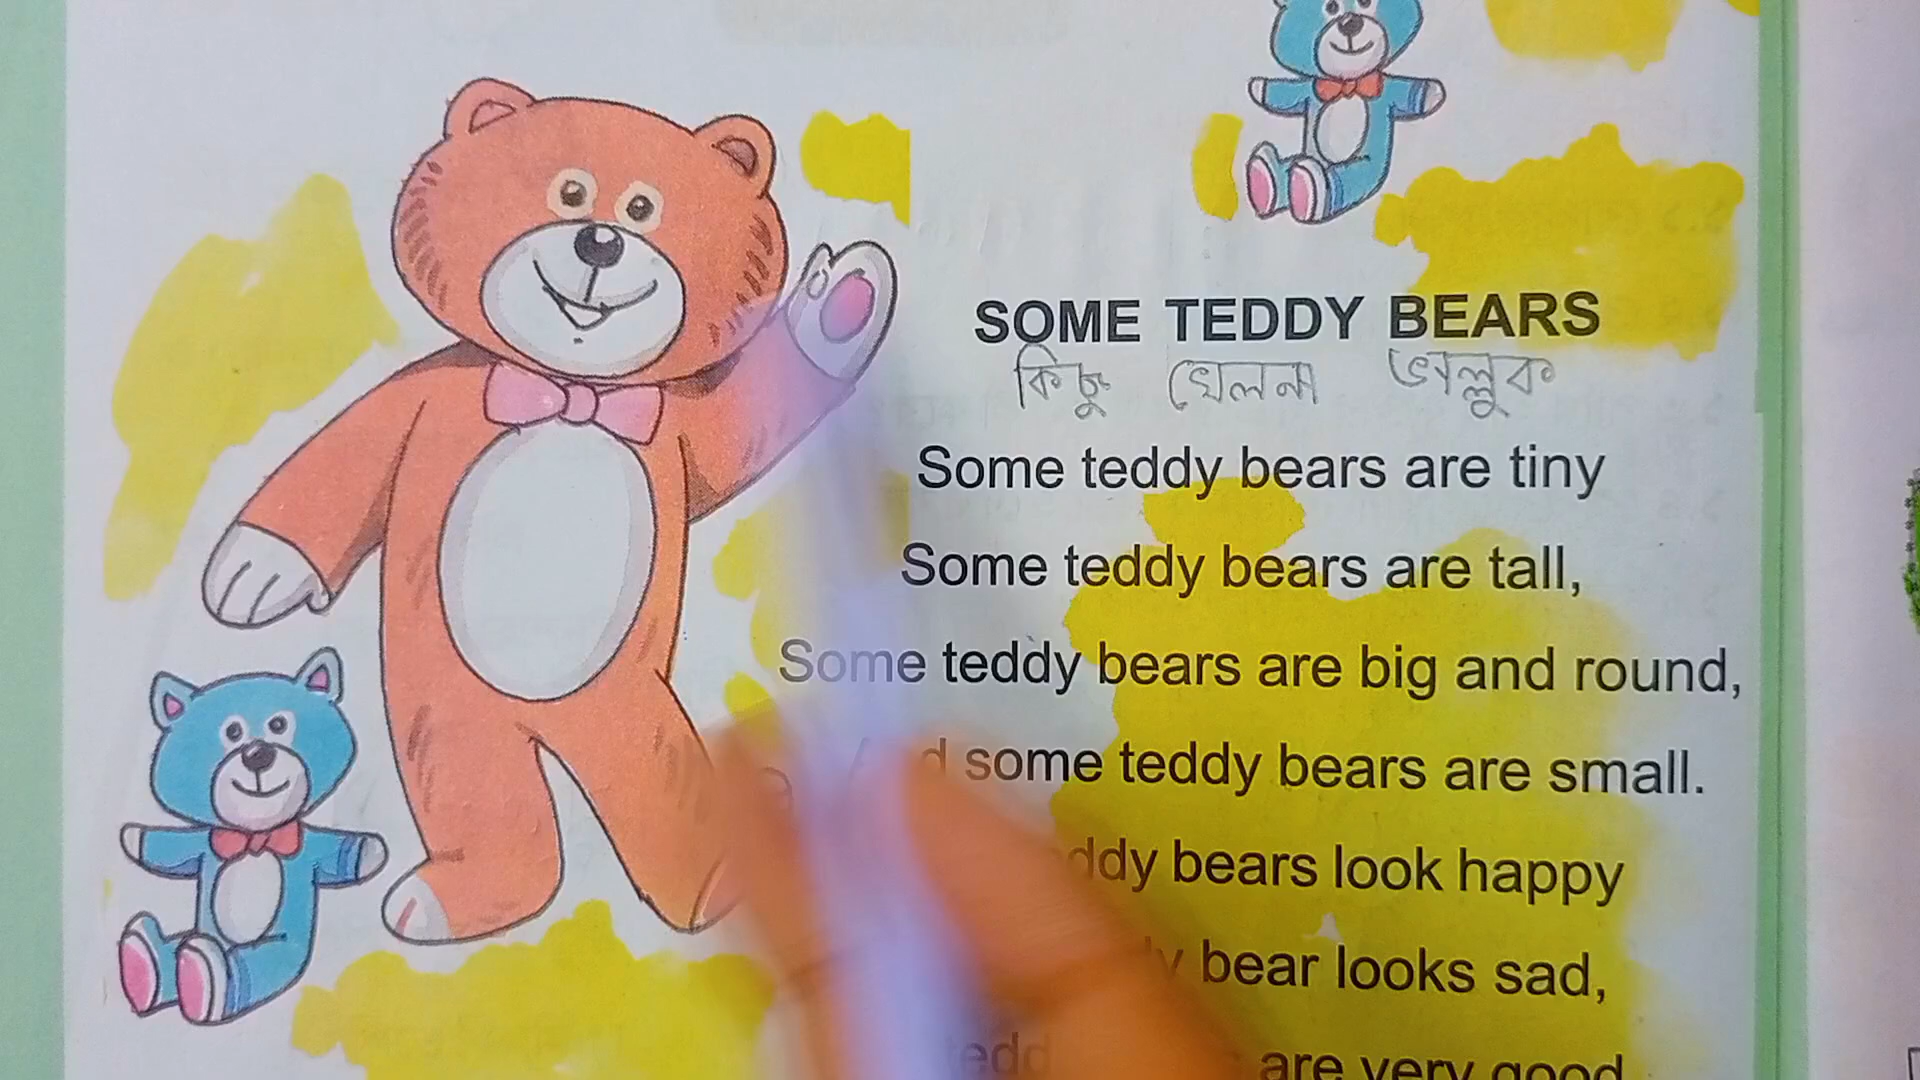 SOME TEDDY BEARS
কিছু খেলনা ভাল্লুক
Some teddy bears are tiny
Some teddy bears are tall,
Some teddy bears are big and round,
some teddy bears are small.
bears look happy
bear looks sad,
are very good